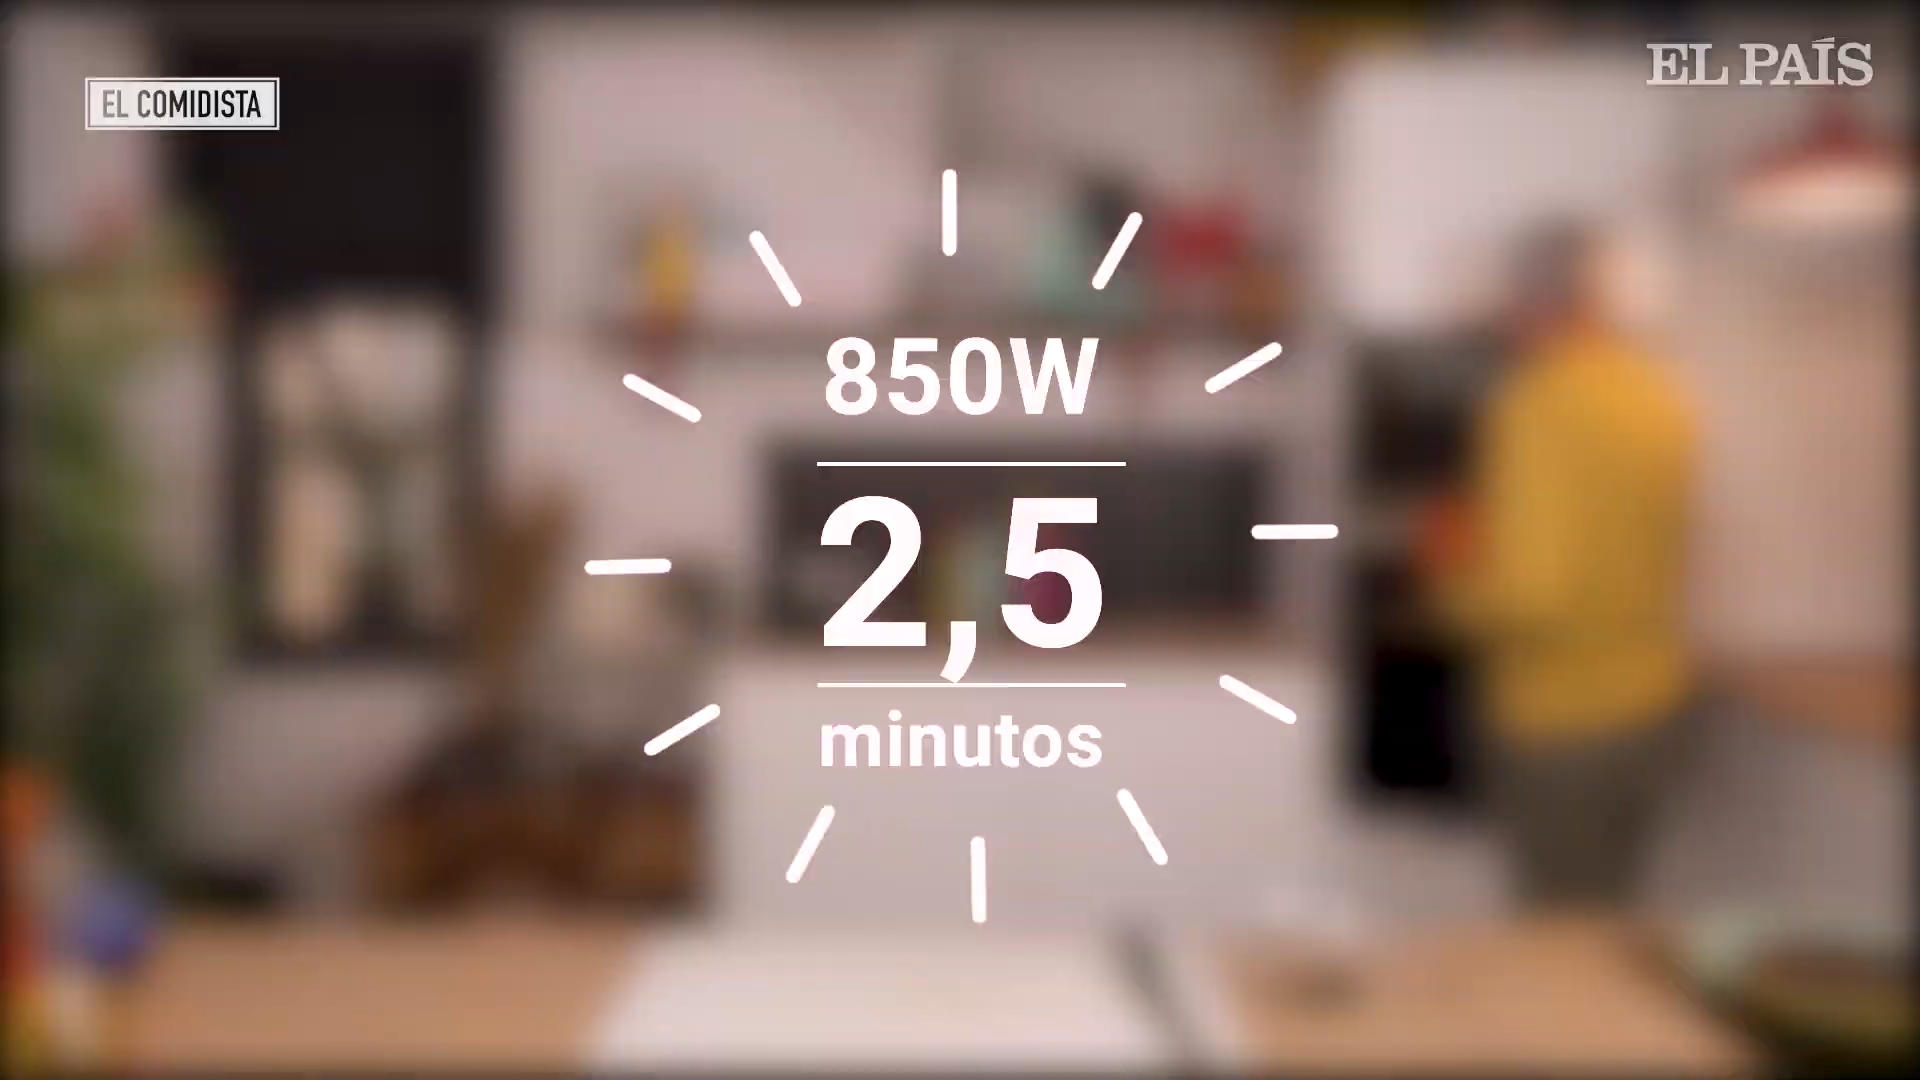 EL COMIDISTA
EL PAÍS
850W
2,5
minutos